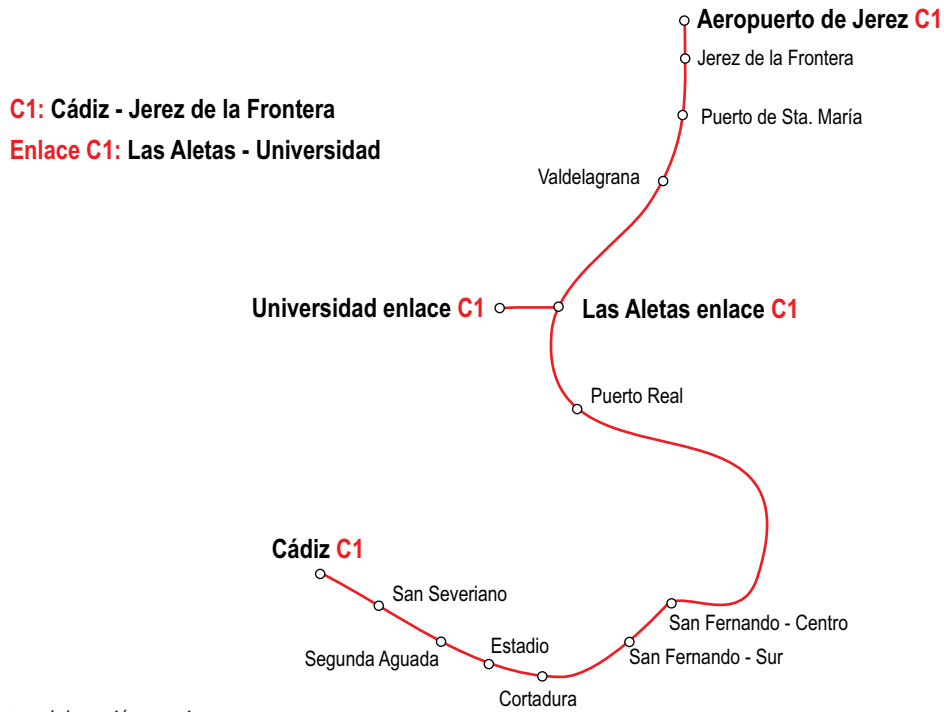 Aeropuerto de Jerez C1
Jerez de la Frontera
C1: Cádiz - Jerez de la Frontera
Puerto de Sta. María
Enlace C1: Las Aletas - Universidad
Valdelagrana
Universidad enlace C1
Las Aletas enlace C1
Puerto Real
Cádiz C1
San Severiano
San Fernando - Centro
Estadio
Segunda Aguada
San Fernando - Sur
Cortadura